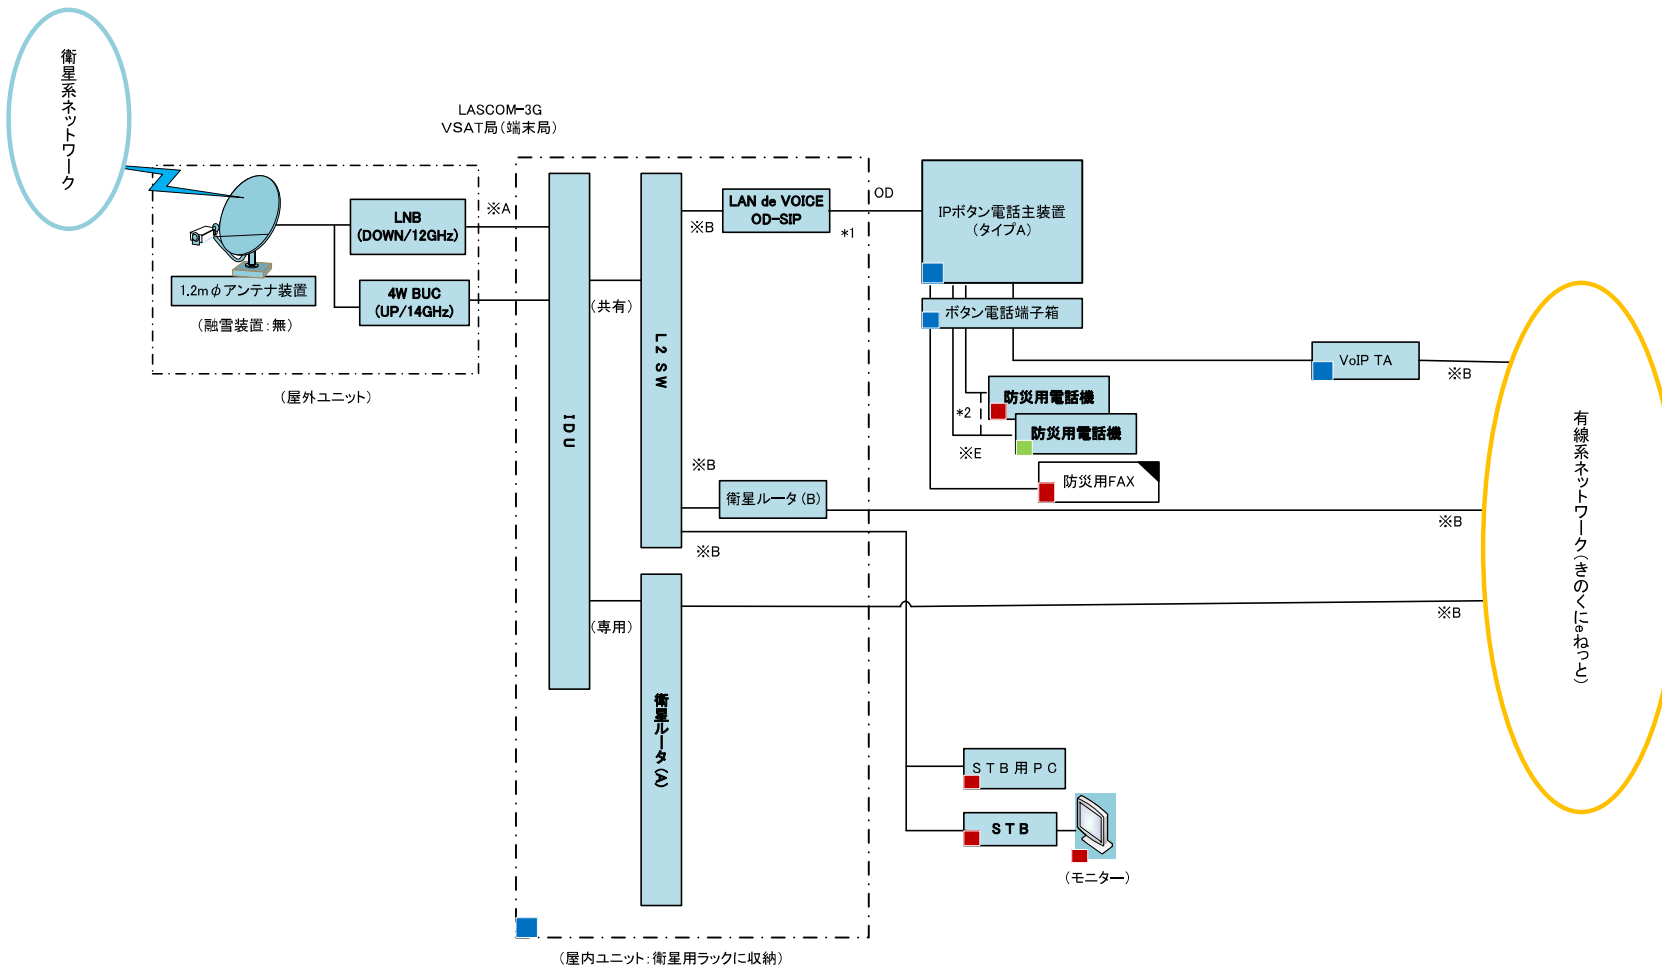 衛星系ネットワーク
LASCOM-3G
VSAT局(端末局)
LNB
(DOWN/12GHz)
※A
4W BUC
(UP/14GHz)
1.2mφアンテナ装置
(融雪装置:無)
(屋外ユニット)
IDU
(共有)
(専用)
L2 SW
※B
LAN de VOICE
OD-SIP
*1
OD
IPボタン電話主装置
(タイプA)
ボタン電話端子箱
VoIP TA
※B
防災用電話機
*2
防災用電話機
※E
防災用FAX
※B
衛星ルータ(B)
※B
※B
衛星ルータ(A)
※B
有線系ネットワーク(きのくにeねっと)
STB用PC
STB
(モニター)
(屋内ユニット:衛星用ラックに収納)